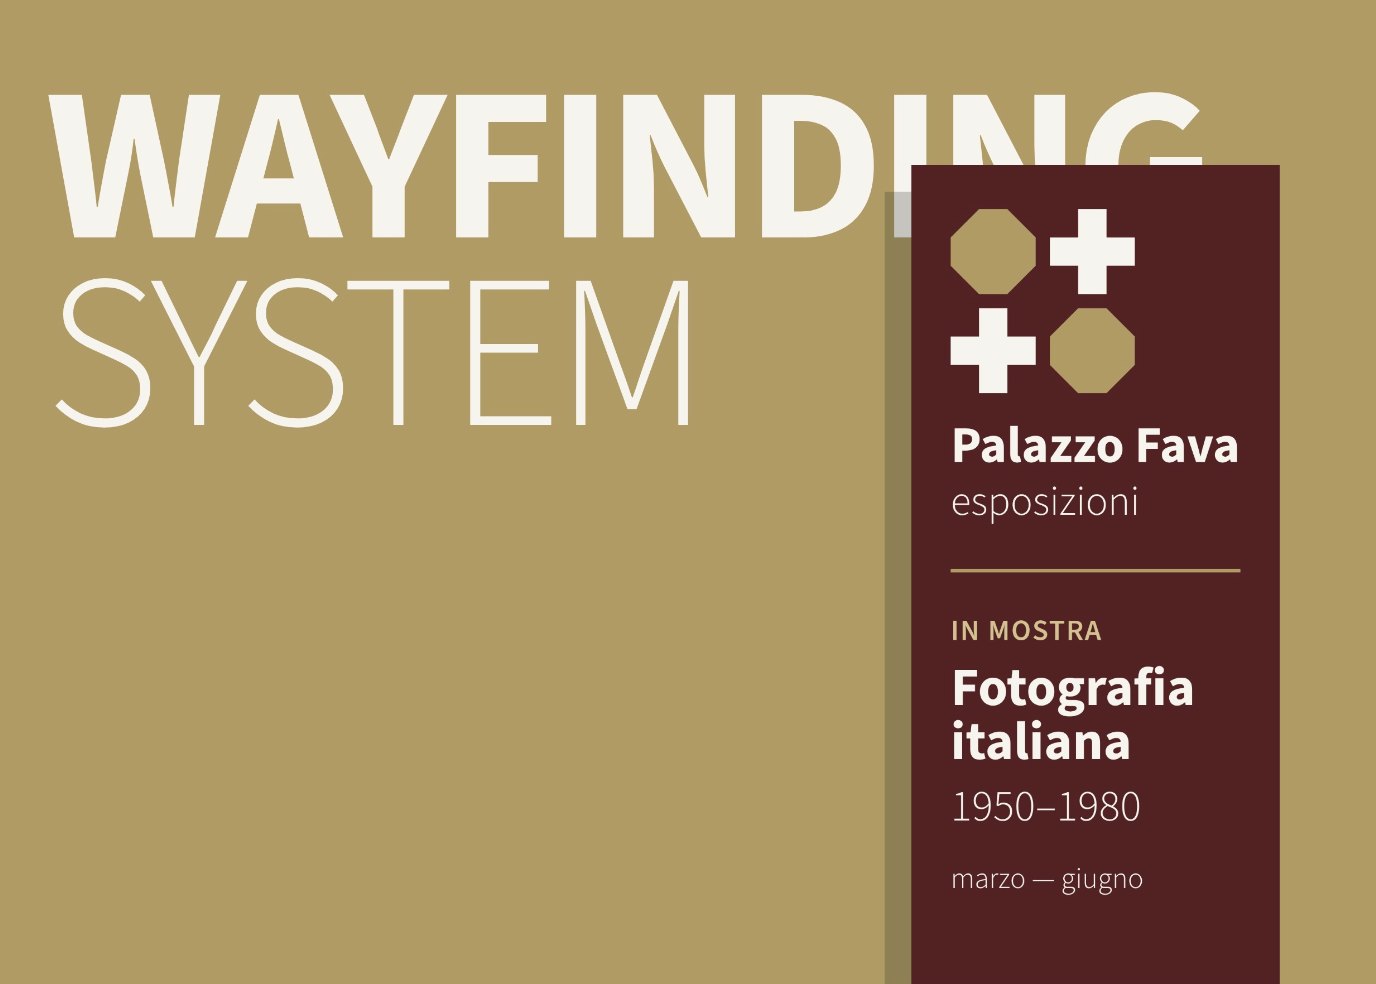 WAYFINDING
SYSTEM
Palazzo Fava
esposizioni
IN MOSTRA
Fotografia
italiana
1950–1980
marzo — giugno